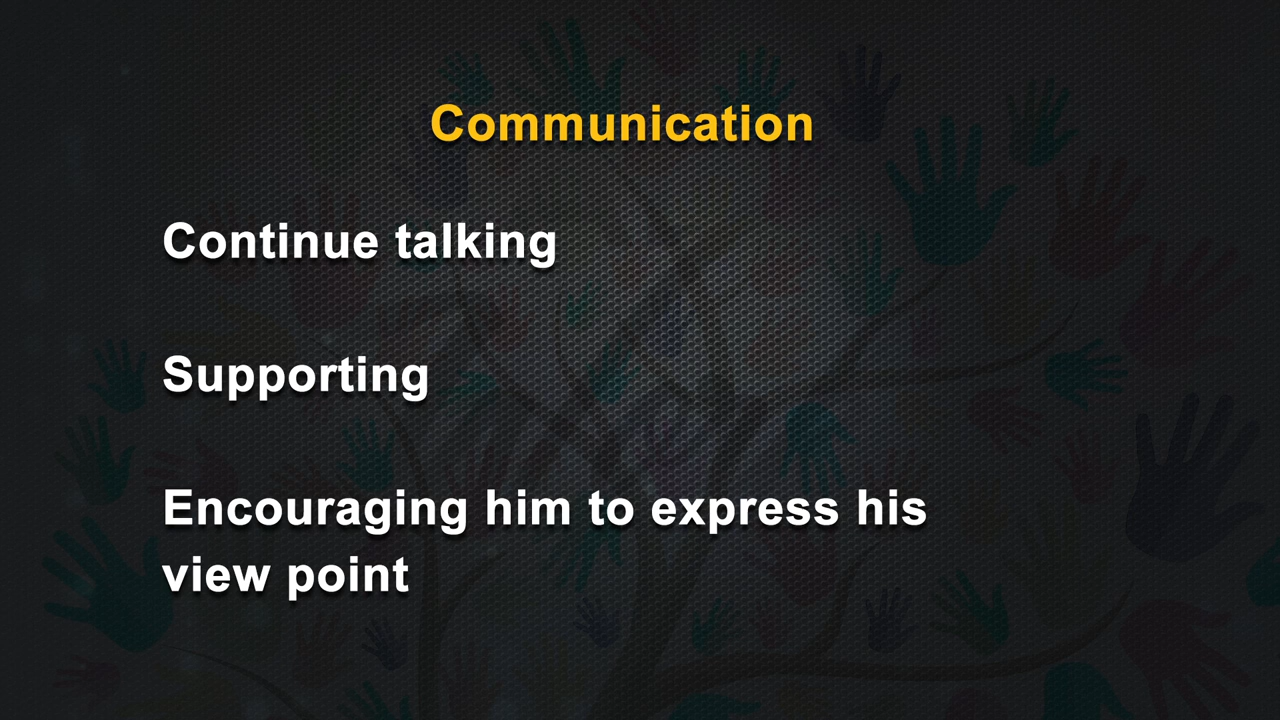 Communication
Continue talking
Supporting
Encouraging him to express his
view point